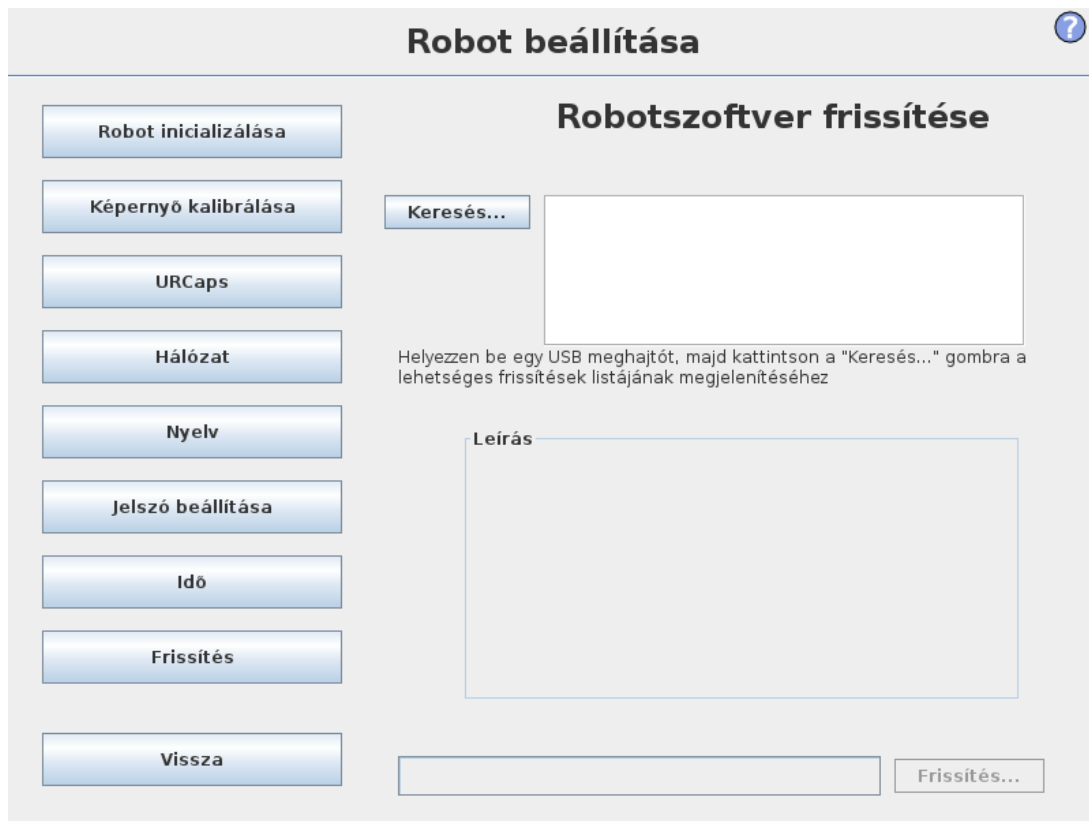 Robot beállítása
?
Robot inicializálása
Képernyő kalibrálása
URCaps
Hálózat
Nyelv
Jelszó beállítása
Idő
Frissítés
Vissza
Robotszoftver frissítése
Keresés...
Helyezzen be egy USB meghajtót, majd kattintson a "Keresés..." gombra a
lehetséges frissítések listájának megjelenítéséhez
Leírás
Frissítés...